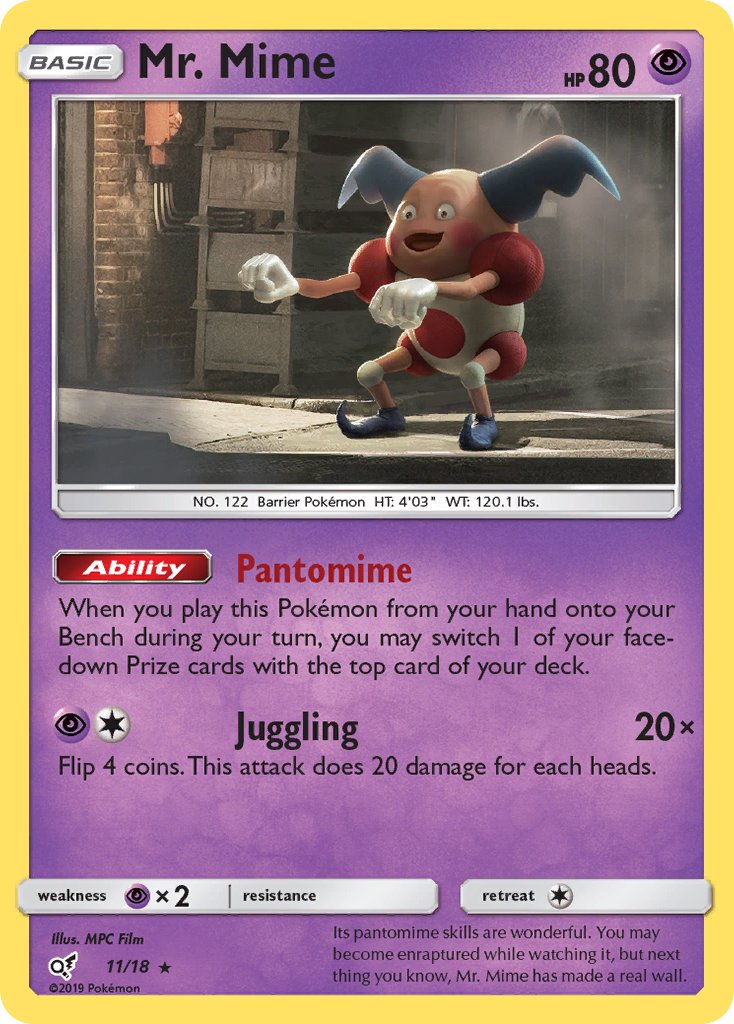 BASIC Mr. Mime HP 80
NO. 122 Barrier Pokémon HT: 4'03" WT: 120.1 lbs.
Ability Pantomime
When you play this Pokémon from your hand onto your
Bench during your turn, you may switch 1 of your face-
down Prize cards with the top card of your deck.
Juggling 20×
Flip 4 coins. This attack does 20 damage for each heads.
weakness ×2 resistance retreat
Illus. MPC Film
11/18
©2019 Pokémon
Its pantomime skills are wonderful. You may
become enraptured while watching it, but next
thing you know, Mr. Mime has made a real wall.